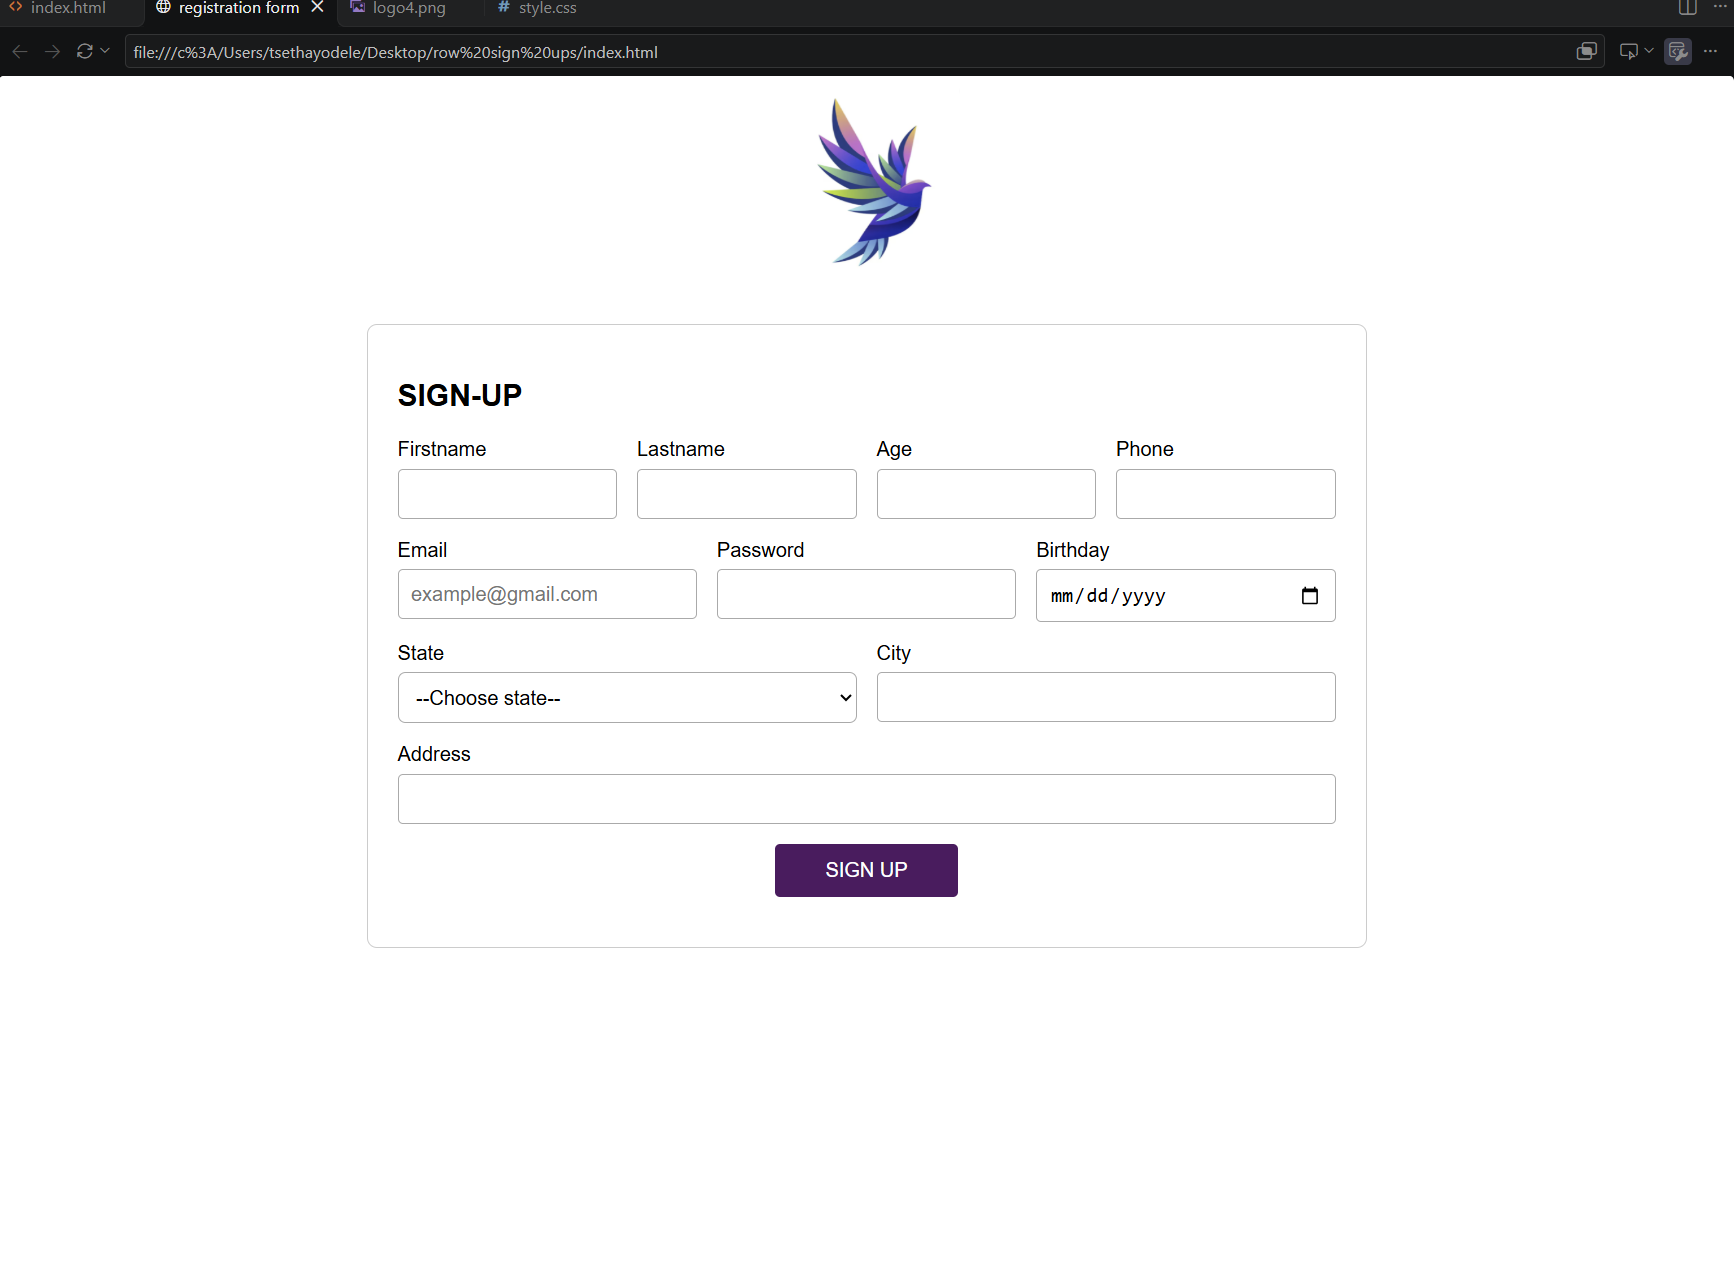 index.html registration form logo4.png # style.css
file:///c%3A/Users/tsethayodele/Desktop/row%20sign%20ups/index.html
SIGN-UP
Firstname Lastname Age Phone
Email Password Birthday
example@gmail.com mm/dd/yyyy
State City
--Choose state--
Address
SIGN UP